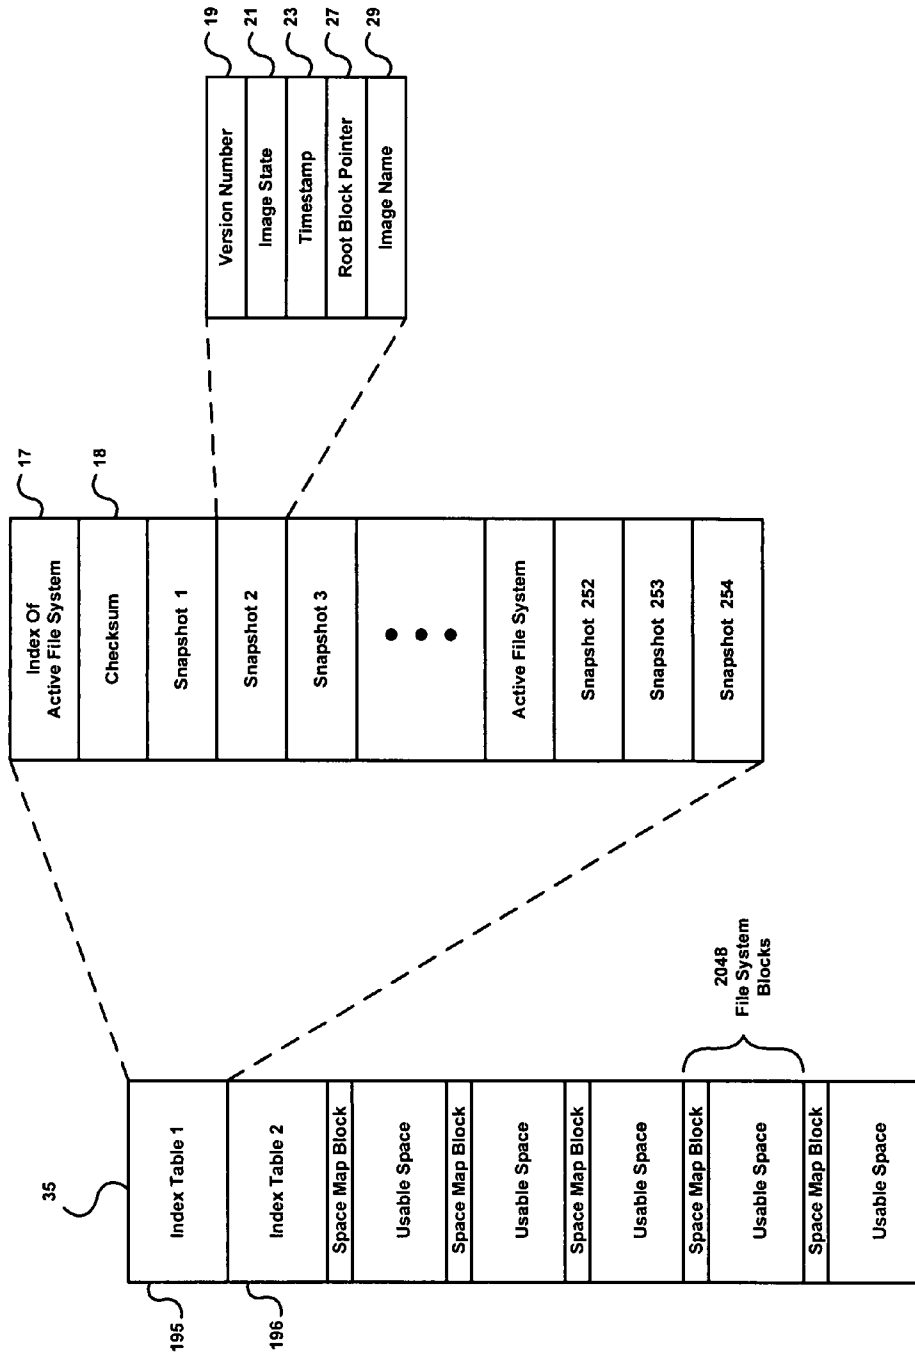 35
195
196
Index Table 1
Index Table 2
Space Map Block
Usable Space
Space Map Block
Usable Space
Space Map Block
Usable Space
Space Map Block
Usable Space
Space Map Block
Usable Space
2048
File System
Blocks
17
18
Index Of
Active File System
Checksum
Snapshot 1
Snapshot 2
Snapshot 3
Active File System
Snapshot 252
Snapshot 253
Snapshot 254
19
21
23
27
29
Version Number
Image State
Timestamp
Root Block Pointer
Image Name